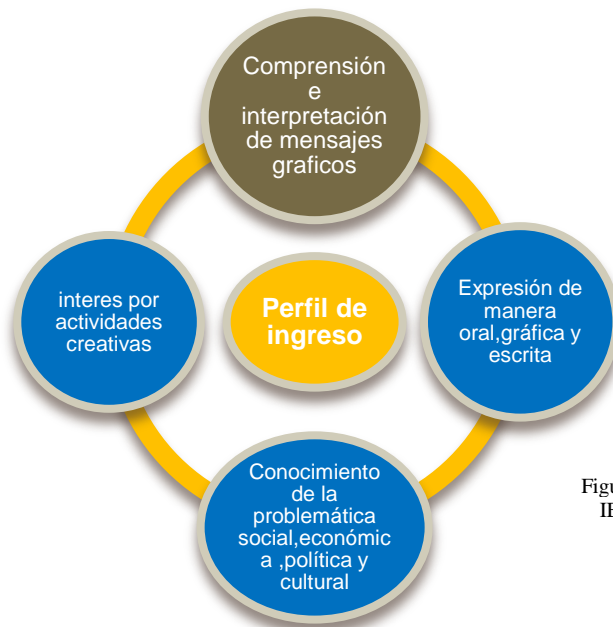 Comprensión
e
interpretación
de mensajes
graficos
interes por
actividades
creativas
Perfil de
ingreso
Expresión de
manera
oral,gráfica y
escrita
Conocimiento
de la
problemática
social,económic
a ,política y
cultural